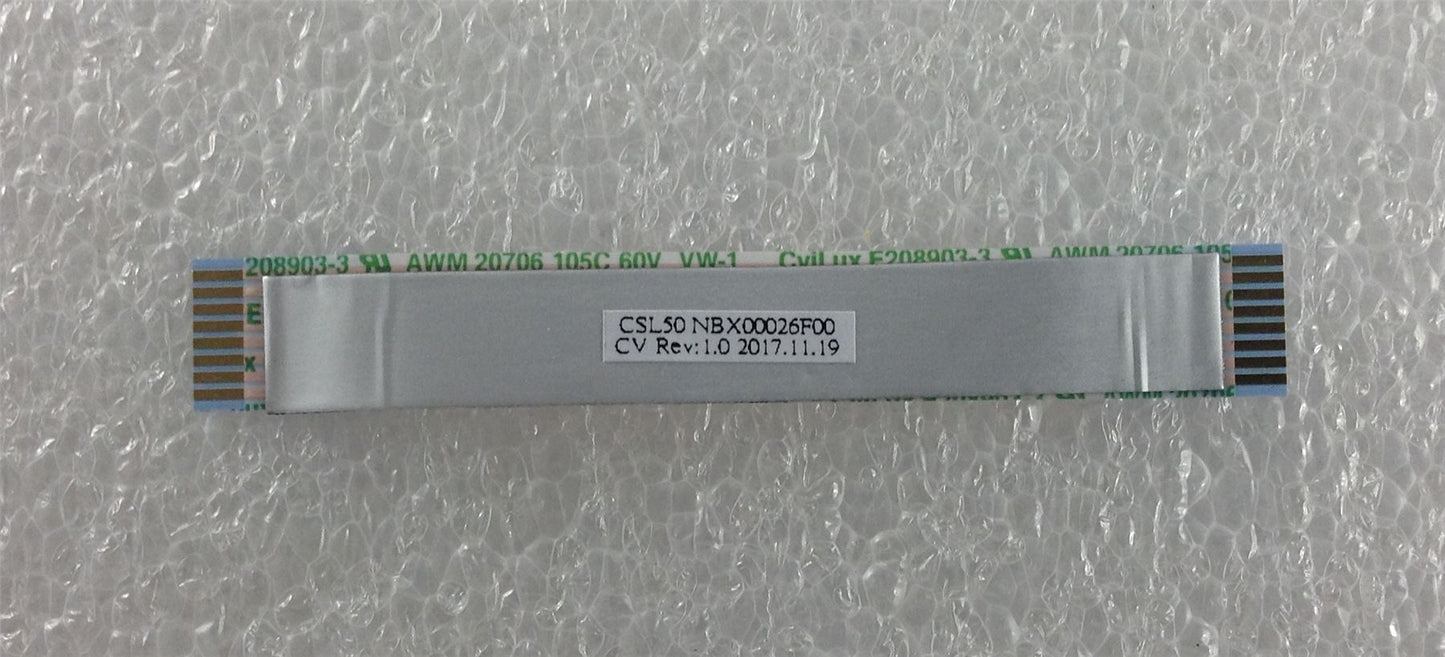 208903-3 AWM 20706 105C 60V VW-1 CviLux E208903-3 AWM 20706 105
E
x
CSL50 NBX00026F00
CV Rev:1.0 2017.11.19